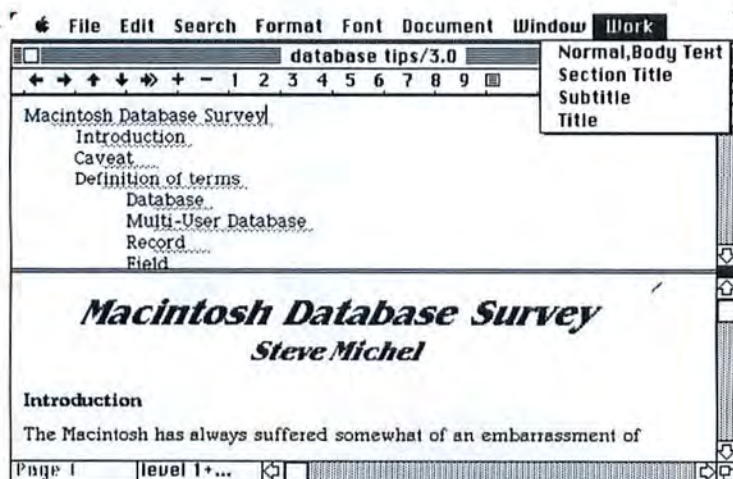 File Edit Search Format Font Document Window Work
database tips/3.0
Normal,Body Text
Section Title
Subtitle
Title
← → ↑ ↓ ↠ + − 1 2 3 4 5 6 7 8 9
Macintosh Database Survey
Introduction
Caveat
Definition of terms
Database
Multi-User Database
Record
Field
Macintosh Database Survey
Steve Michel
Introduction
The Macintosh has always suffered somewhat of an embarrassment of
Page 1 level 1+...